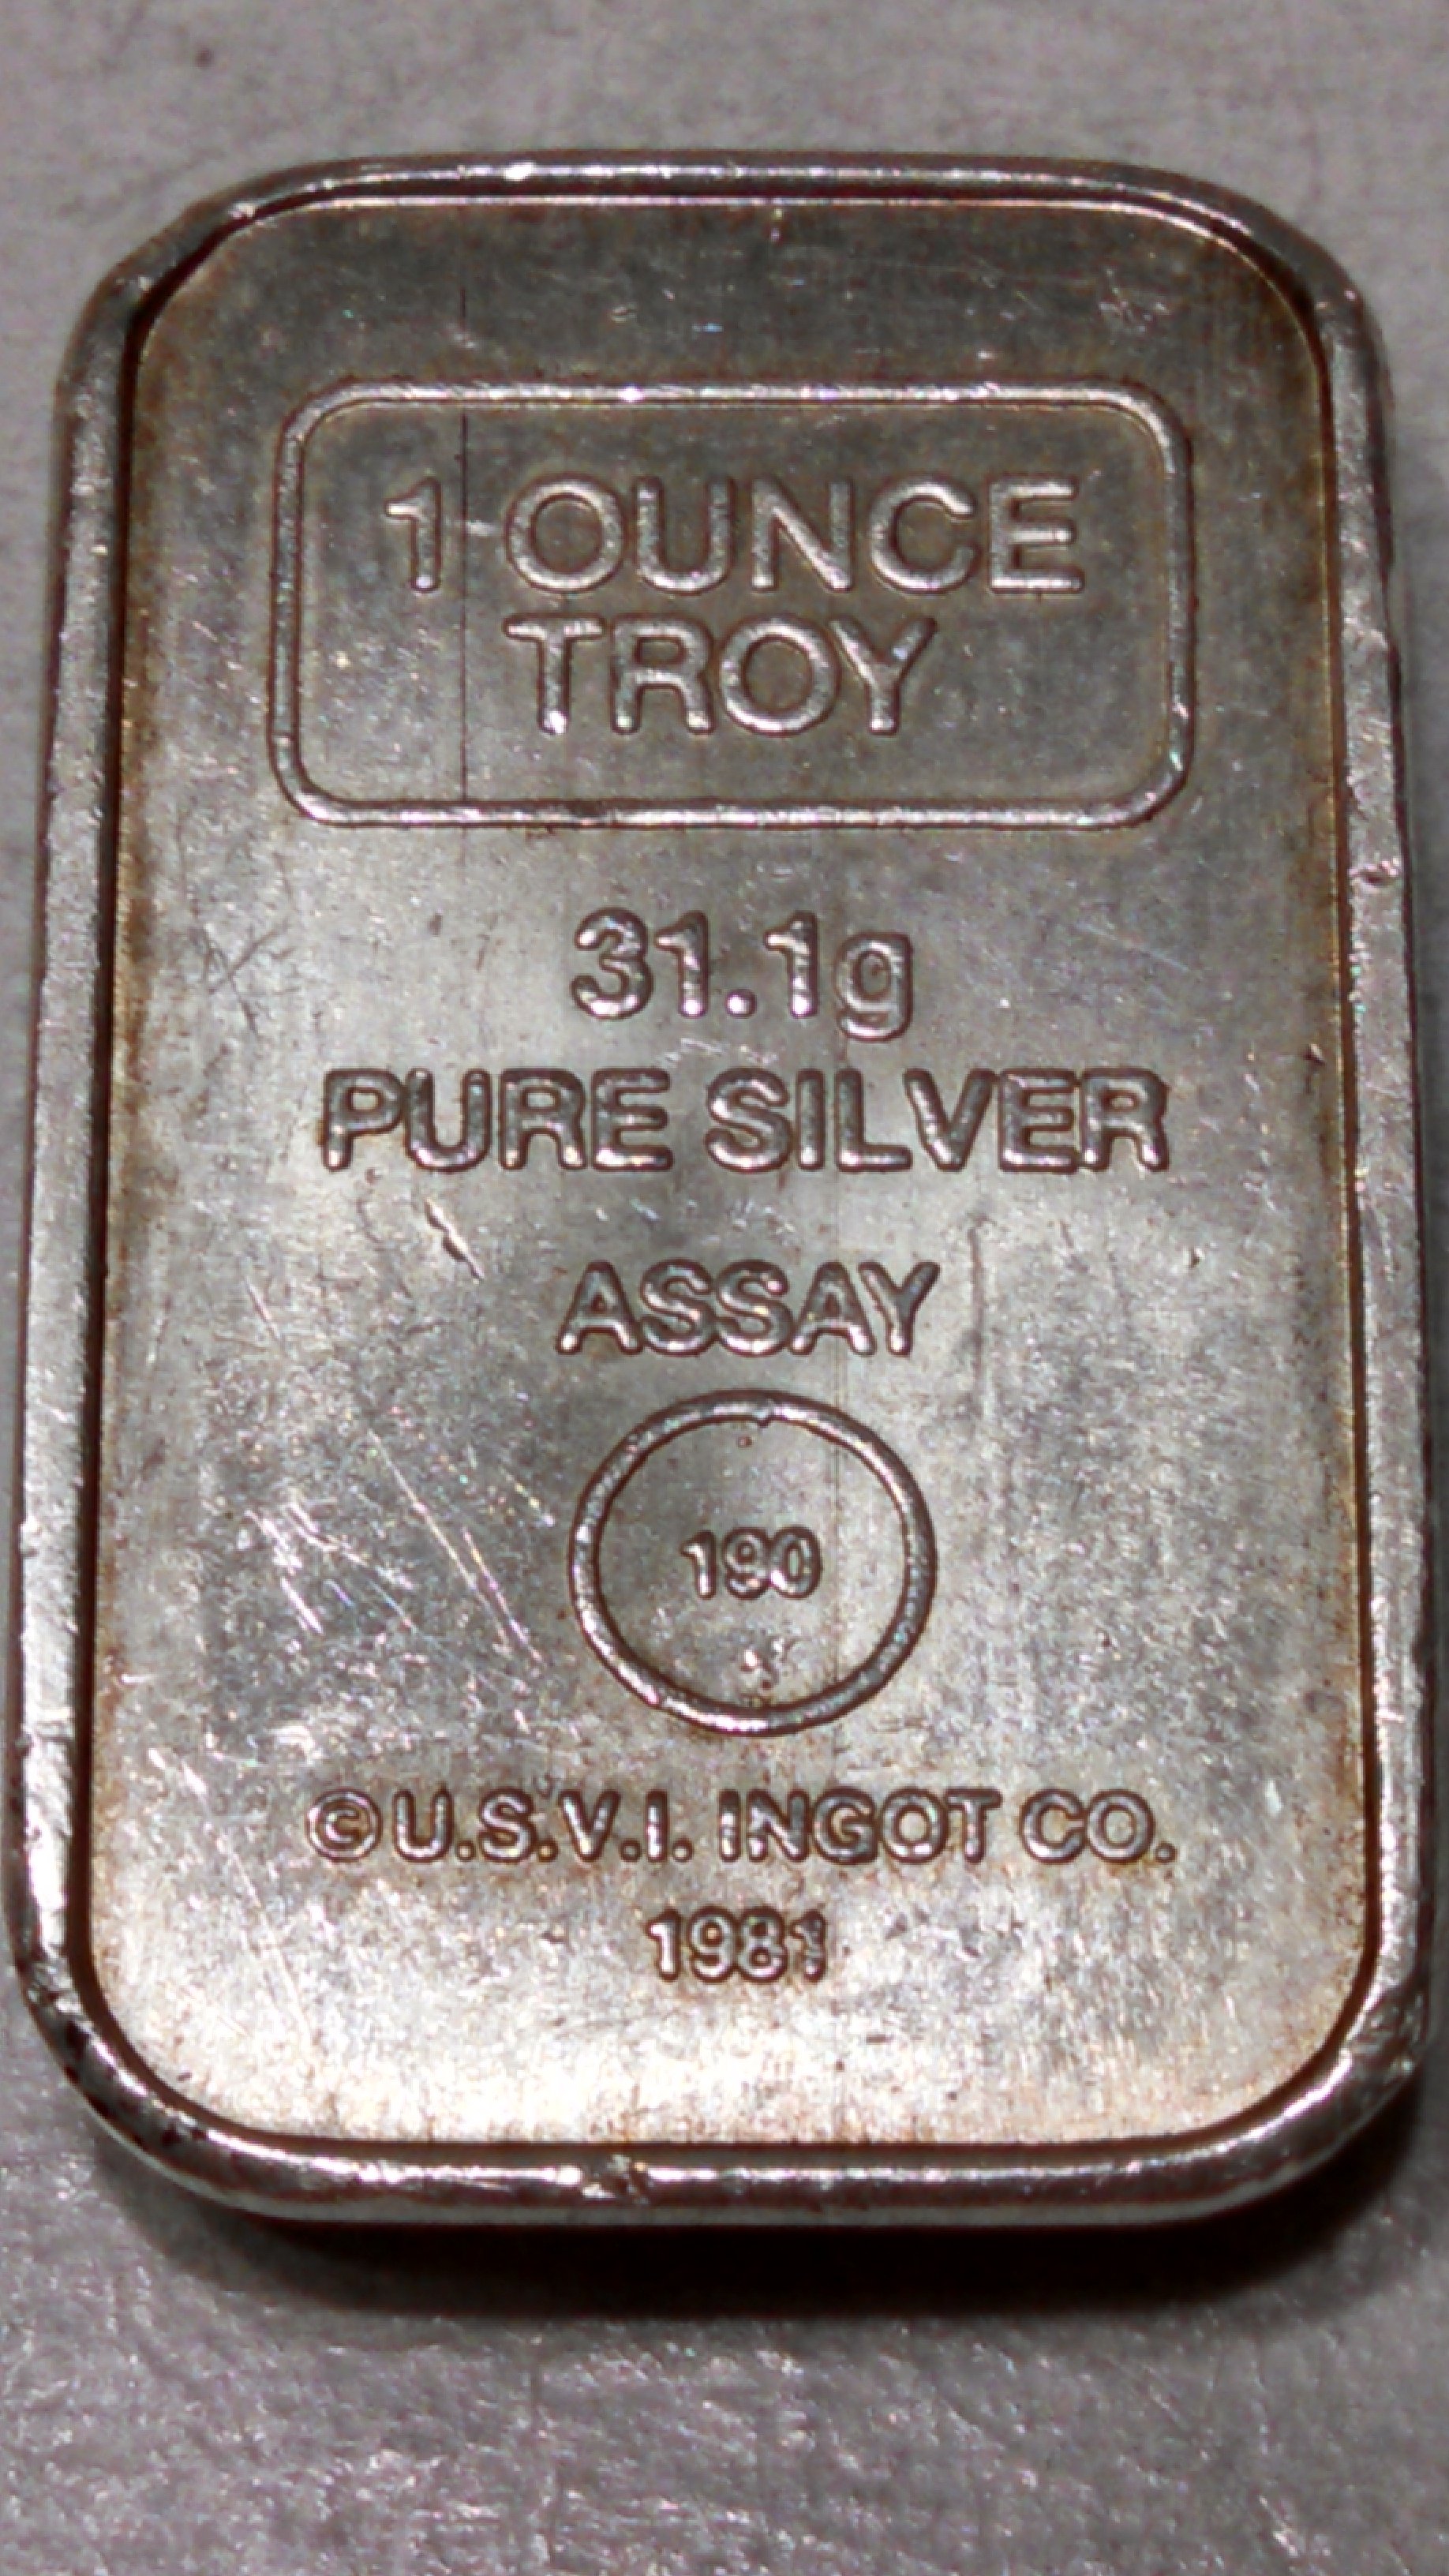 1 OUNCE
TROY
31.1g
PURE SILVER
ASSAY
190
© U.S.V.I. INGOT CO.
1981